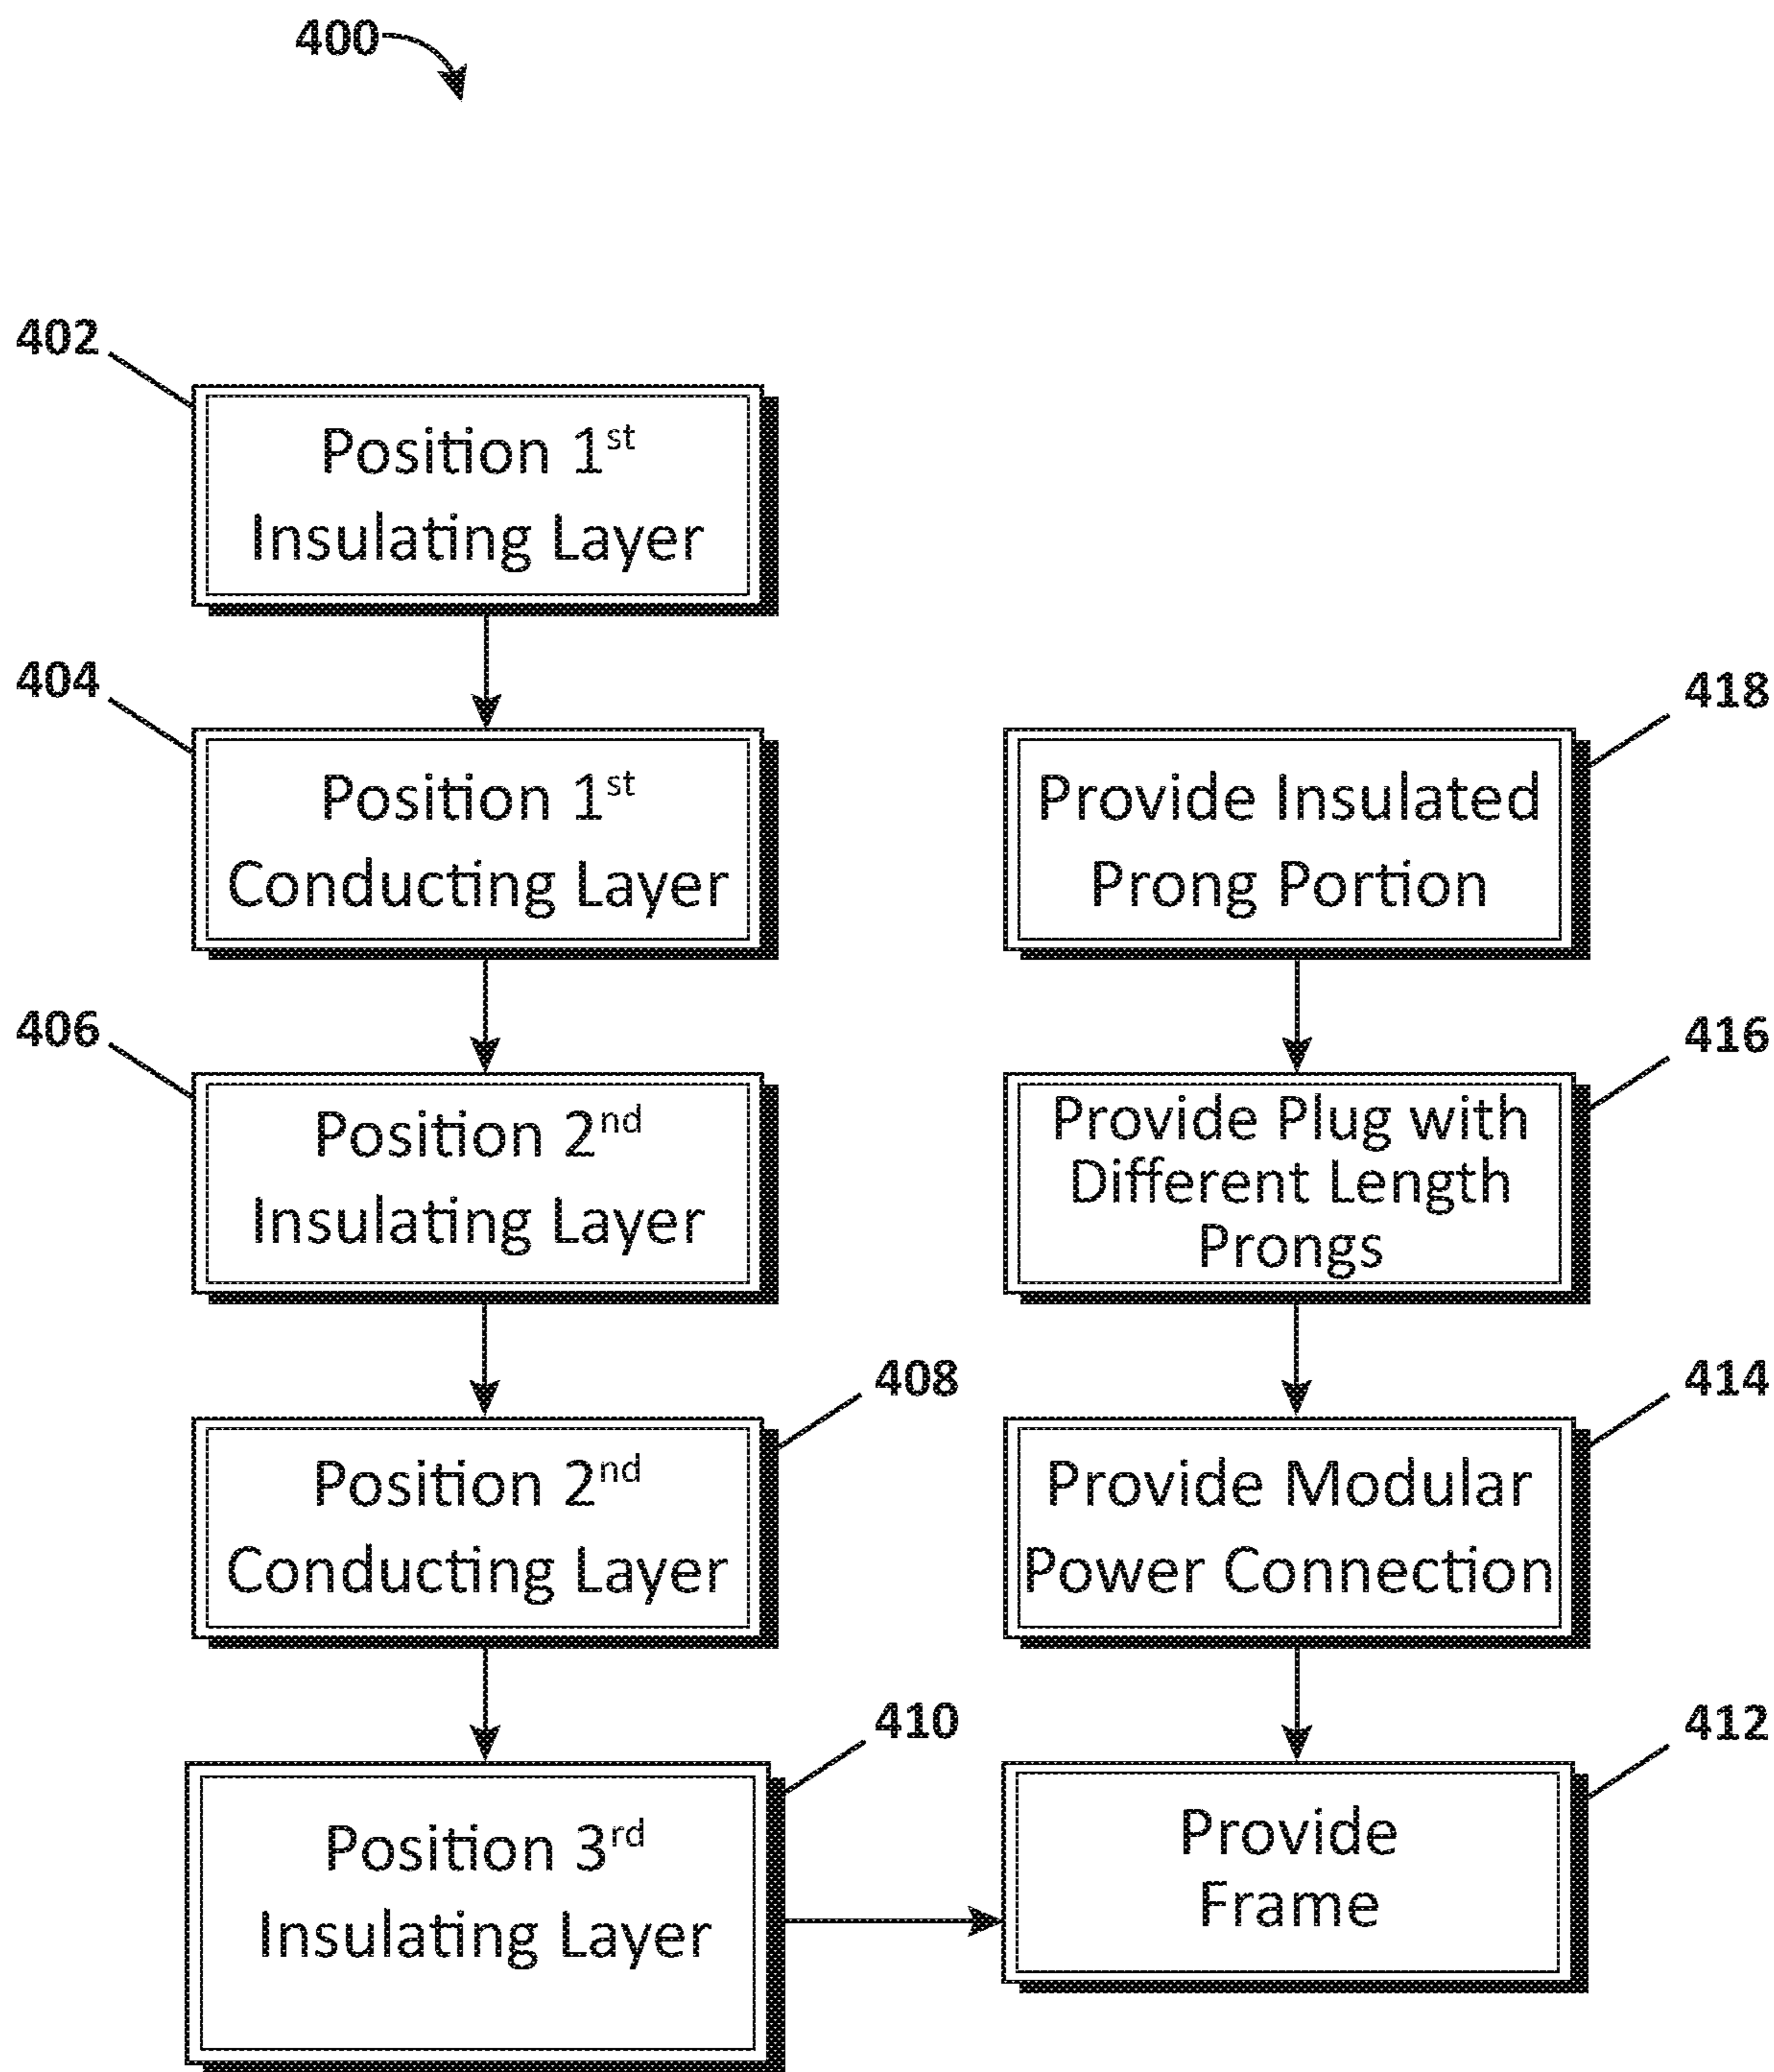 400
402
Position 1st
Insulating Layer
404
Position 1st
Conducting Layer
406
Position 2nd
Insulating Layer
408
Position 2nd
Conducting Layer
410
Position 3rd
Insulating Layer
418
Provide Insulated
Prong Portion
416
Provide Plug with
Different Length
Prongs
414
Provide Modular
Power Connection
412
Provide
Frame